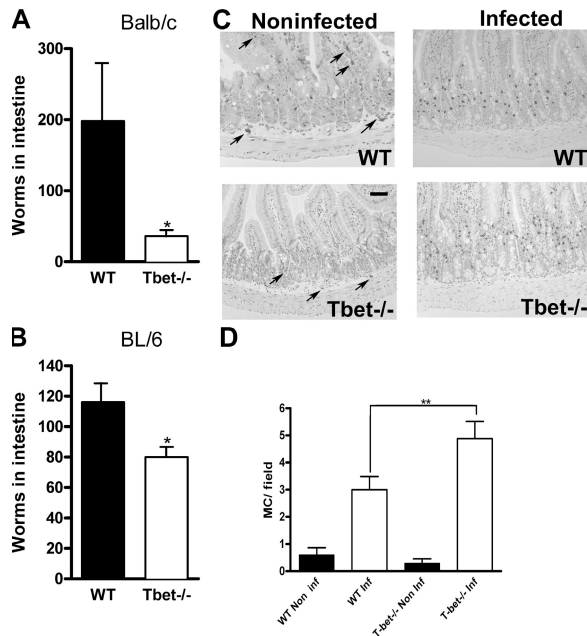 A
Balb/c
Worms in intestine
300
200
100
0
*
WT
Tbet-/-
B
BL/6
Worms in intestine
140
120
100
80
60
40
20
0
*
WT
Tbet-/-
C
Noninfected
Infected
WT
WT
Tbet-/-
Tbet-/-
D
MC/ field
6
5
4
3
2
1
0
**
WT Non inf
WT Inf
T-bet-/- Non Inf
T-bet-/- Inf